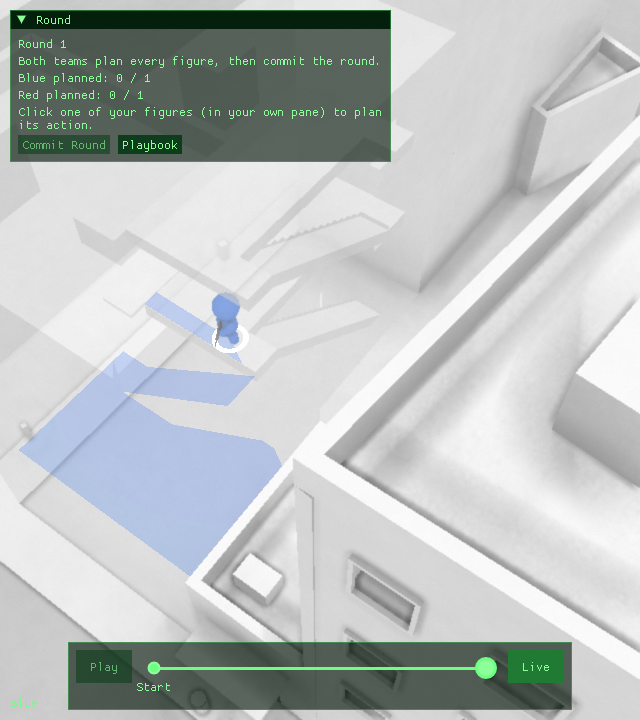 Round
Round 1
Both teams plan every figure, then commit the round.
Blue planned: 0 / 1
Red planned: 0 / 1
Click one of your figures (in your own pane) to plan
its action.
Commit Round
Playbook
Play
Live
Start